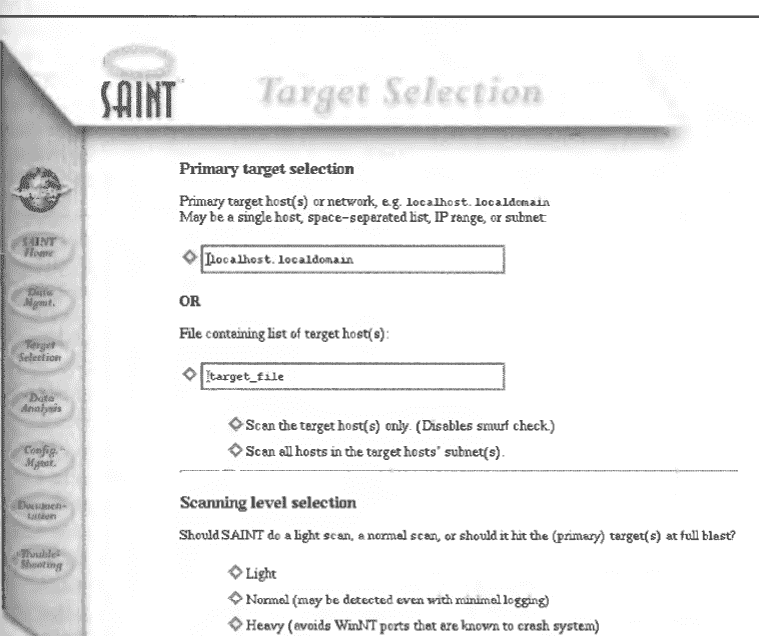 SAINT
Target Selection
Primary target selection
Primary target host(s) or network, e.g. localhost.localdomain
May be a single host, space-separated list, IP range, or subnet
localhost.localdomain
OR
File containing list of target host(s):
target_file
Scan the target host(s) only. (Disables smurf check.)
Scan all hosts in the target hosts' subnet(s).
Scanning level selection
Should SAINT do a light scan, a normal scan, or should it hit the (primary) target(s) at full blast?
Light
Normal (may be detected even with minimal logging)
Heavy (avoids WinNT ports that are known to crash system)
SAINT
Home
Data
Mgmt.
Target
Selection
Data
Analysis
Config.
Mgmt.
Documen-
tation
Trouble-
Shooting